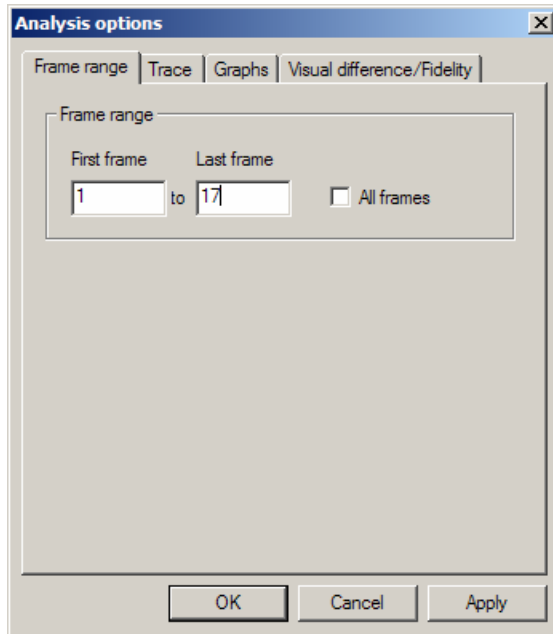 Analysis options
Frame range Trace Graphs Visual difference/Fidelity
Frame range
First frame Last frame
1 to 17 All frames
OK Cancel Apply